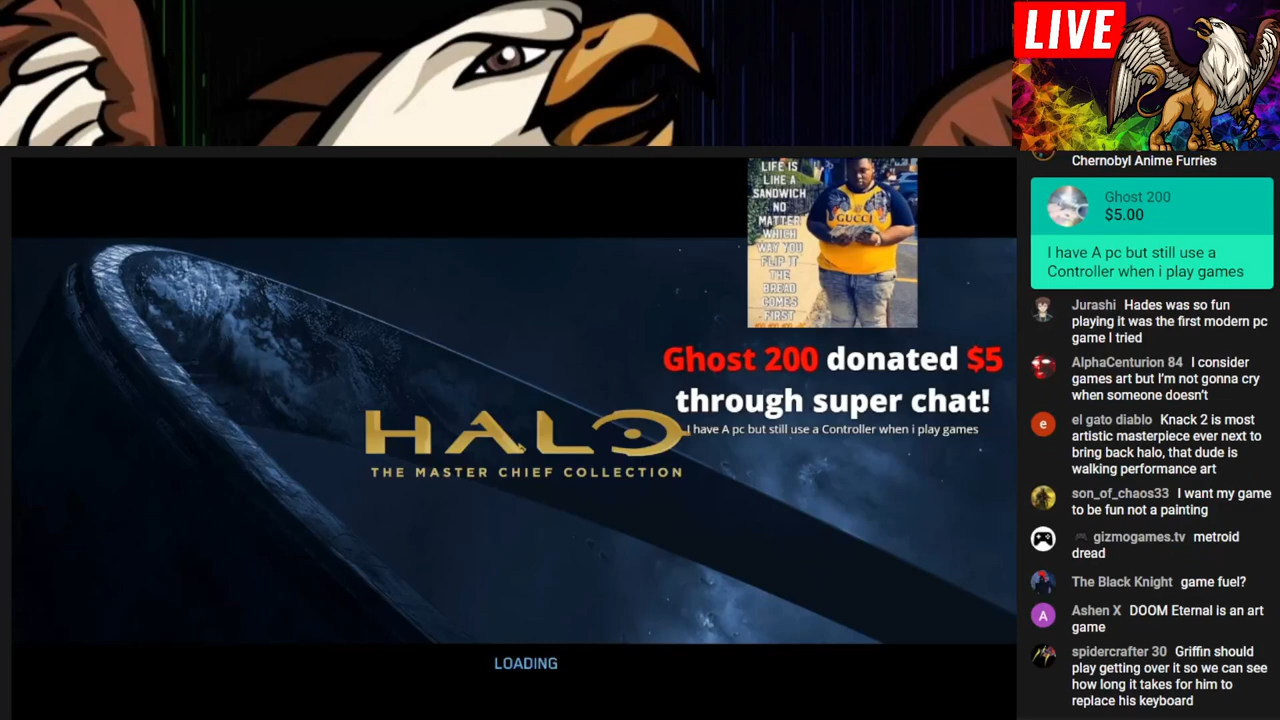 LIVE
LIFE IS
LIKE A
SANDWICH
NO
MATTER
WHICH
WAY YOU
FLIP IT
THE
BREAD
COMES
FIRST
GUCCI
Ghost 200 donated $5
through super chat!
I have A pc but still use a Controller when i play games
HALO
THE MASTER CHIEF COLLECTION
LOADING
Chernobyl Anime Furries
Ghost 200
$5.00
I have A pc but still use a
Controller when i play games
Jurashi Hades was so fun
playing it was the first modern pc
game I tried
AlphaCenturion 84 I consider
games art but I'm not gonna cry
when someone doesn't
el gato diablo Knack 2 is most
artistic masterpiece ever next to
bring back halo, that dude is
walking performance art
son_of_chaos33 I want my game
to be fun not a painting
gizmogames.tv metroid
dread
The Black Knight game fuel?
Ashen X DOOM Eternal is an art
game
spidercrafter 30 Griffin should
play getting over it so we can see
how long it takes for him to
replace his keyboard
e
A